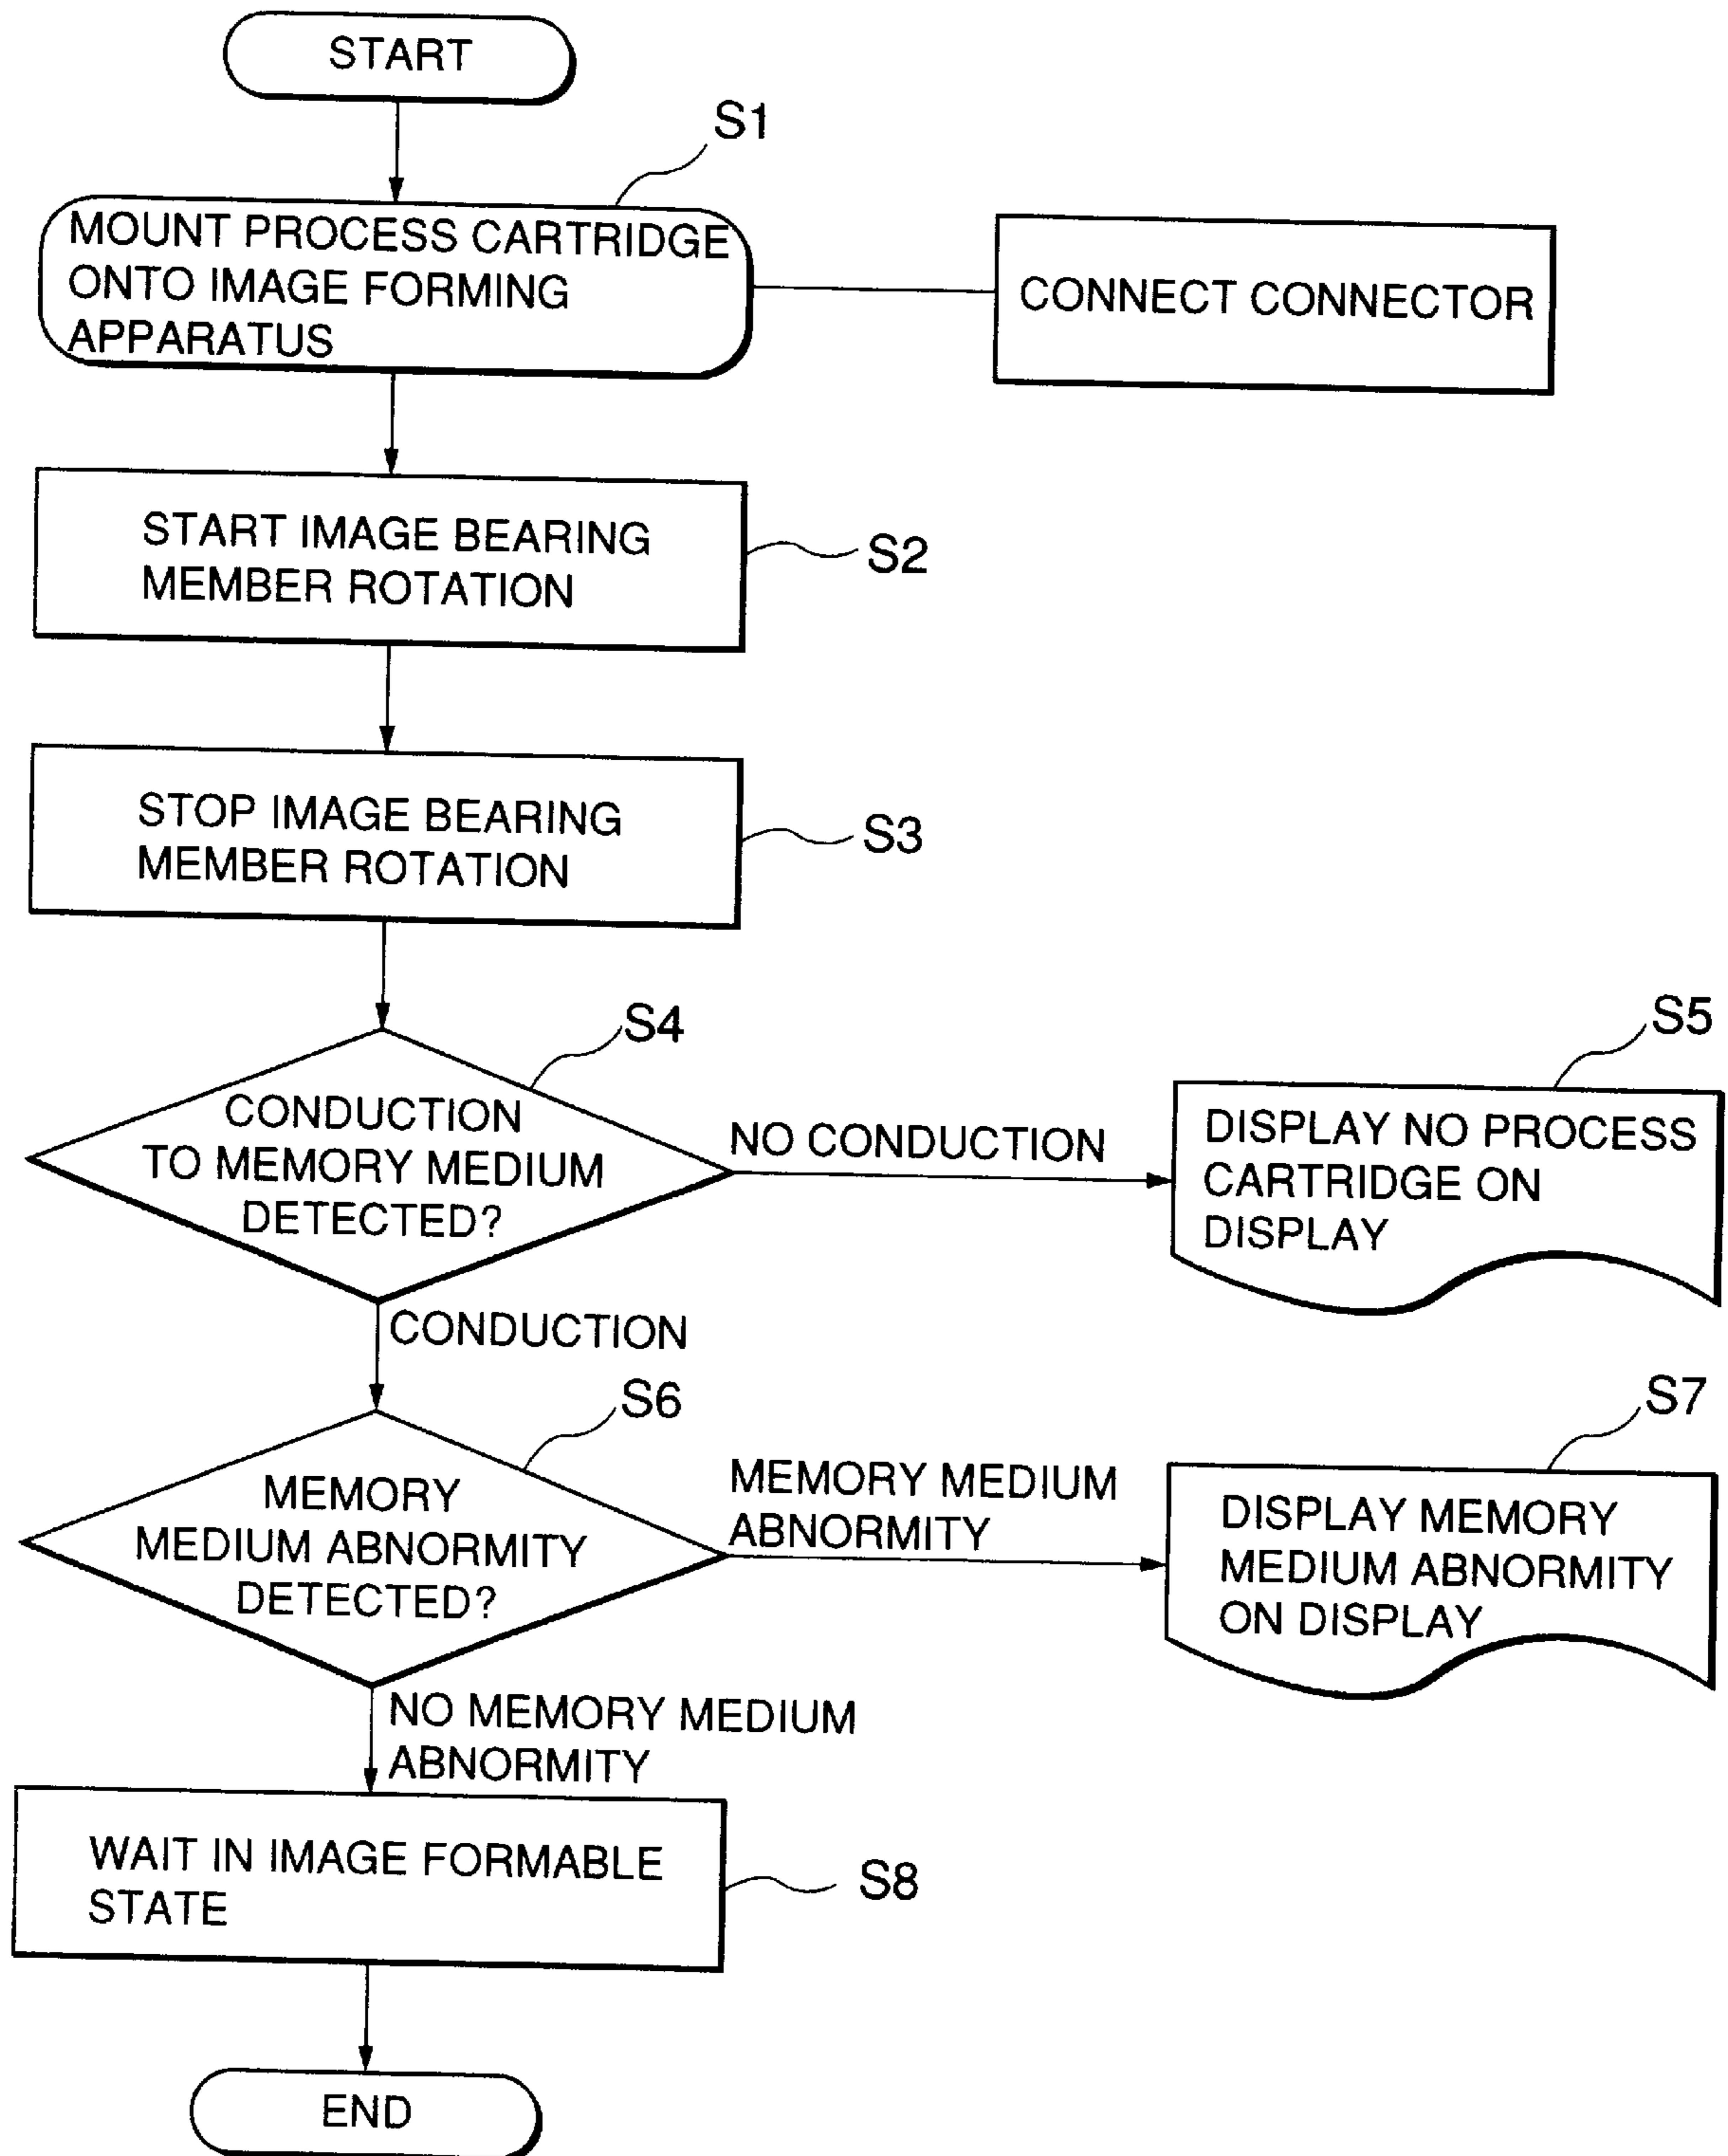 START
S1
MOUNT PROCESS CARTRIDGE
ONTO IMAGE FORMING
APPARATUS
CONNECT CONNECTOR
START IMAGE BEARING
MEMBER ROTATION
S2
STOP IMAGE BEARING
MEMBER ROTATION
S3
S4
CONDUCTION
TO MEMORY MEDIUM
DETECTED?
NO CONDUCTION
S5
DISPLAY NO PROCESS
CARTRIDGE ON
DISPLAY
CONDUCTION
S6
MEMORY
MEDIUM ABNORMITY
DETECTED?
MEMORY MEDIUM
ABNORMITY
S7
DISPLAY MEMORY
MEDIUM ABNORMITY
ON DISPLAY
NO MEMORY MEDIUM
ABNORMITY
WAIT IN IMAGE FORMABLE
STATE
S8
END